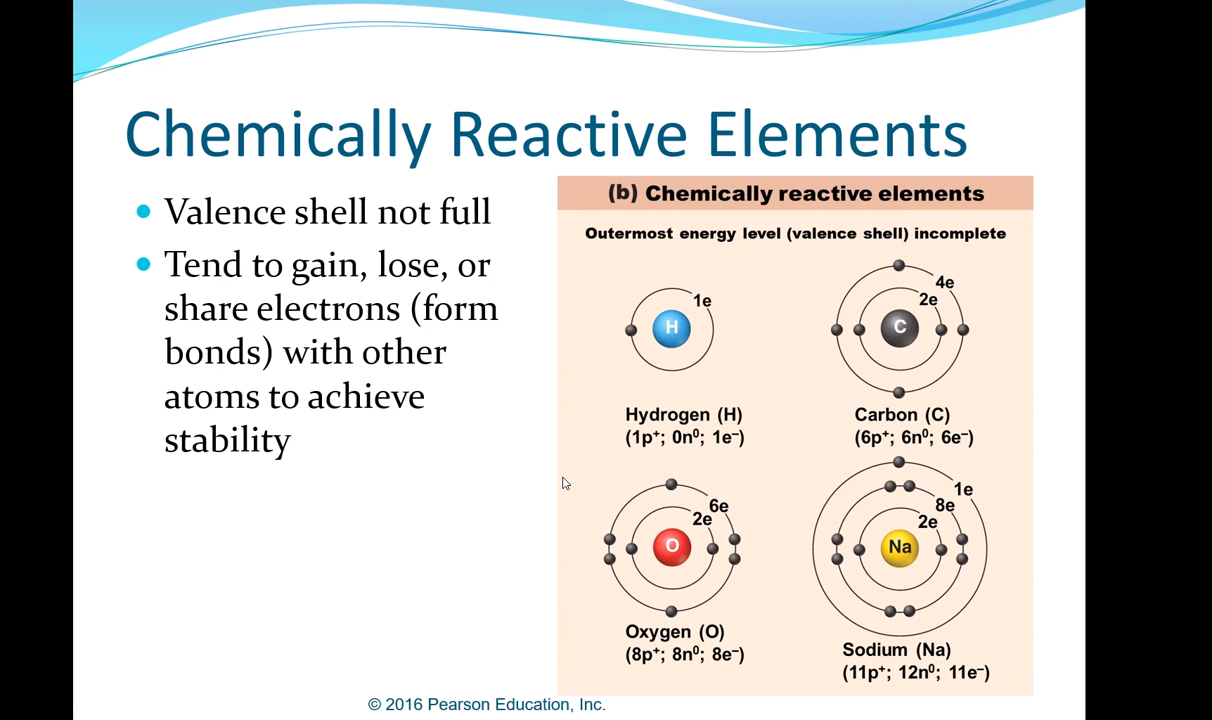 Chemically Reactive Elements
• Valence shell not full
• Tend to gain, lose, or
share electrons (form
bonds) with other
atoms to achieve
stability
(b) Chemically reactive elements
Outermost energy level (valence shell) incomplete
1e
H
Hydrogen (H)
(1p⁺; 0n⁰; 1e⁻)
4e
2e
C
Carbon (C)
(6p⁺; 6n⁰; 6e⁻)
6e
2e
O
Oxygen (O)
(8p⁺; 8n⁰; 8e⁻)
1e
8e
2e
Na
Sodium (Na)
(11p⁺; 12n⁰; 11e⁻)
© 2016 Pearson Education, Inc.